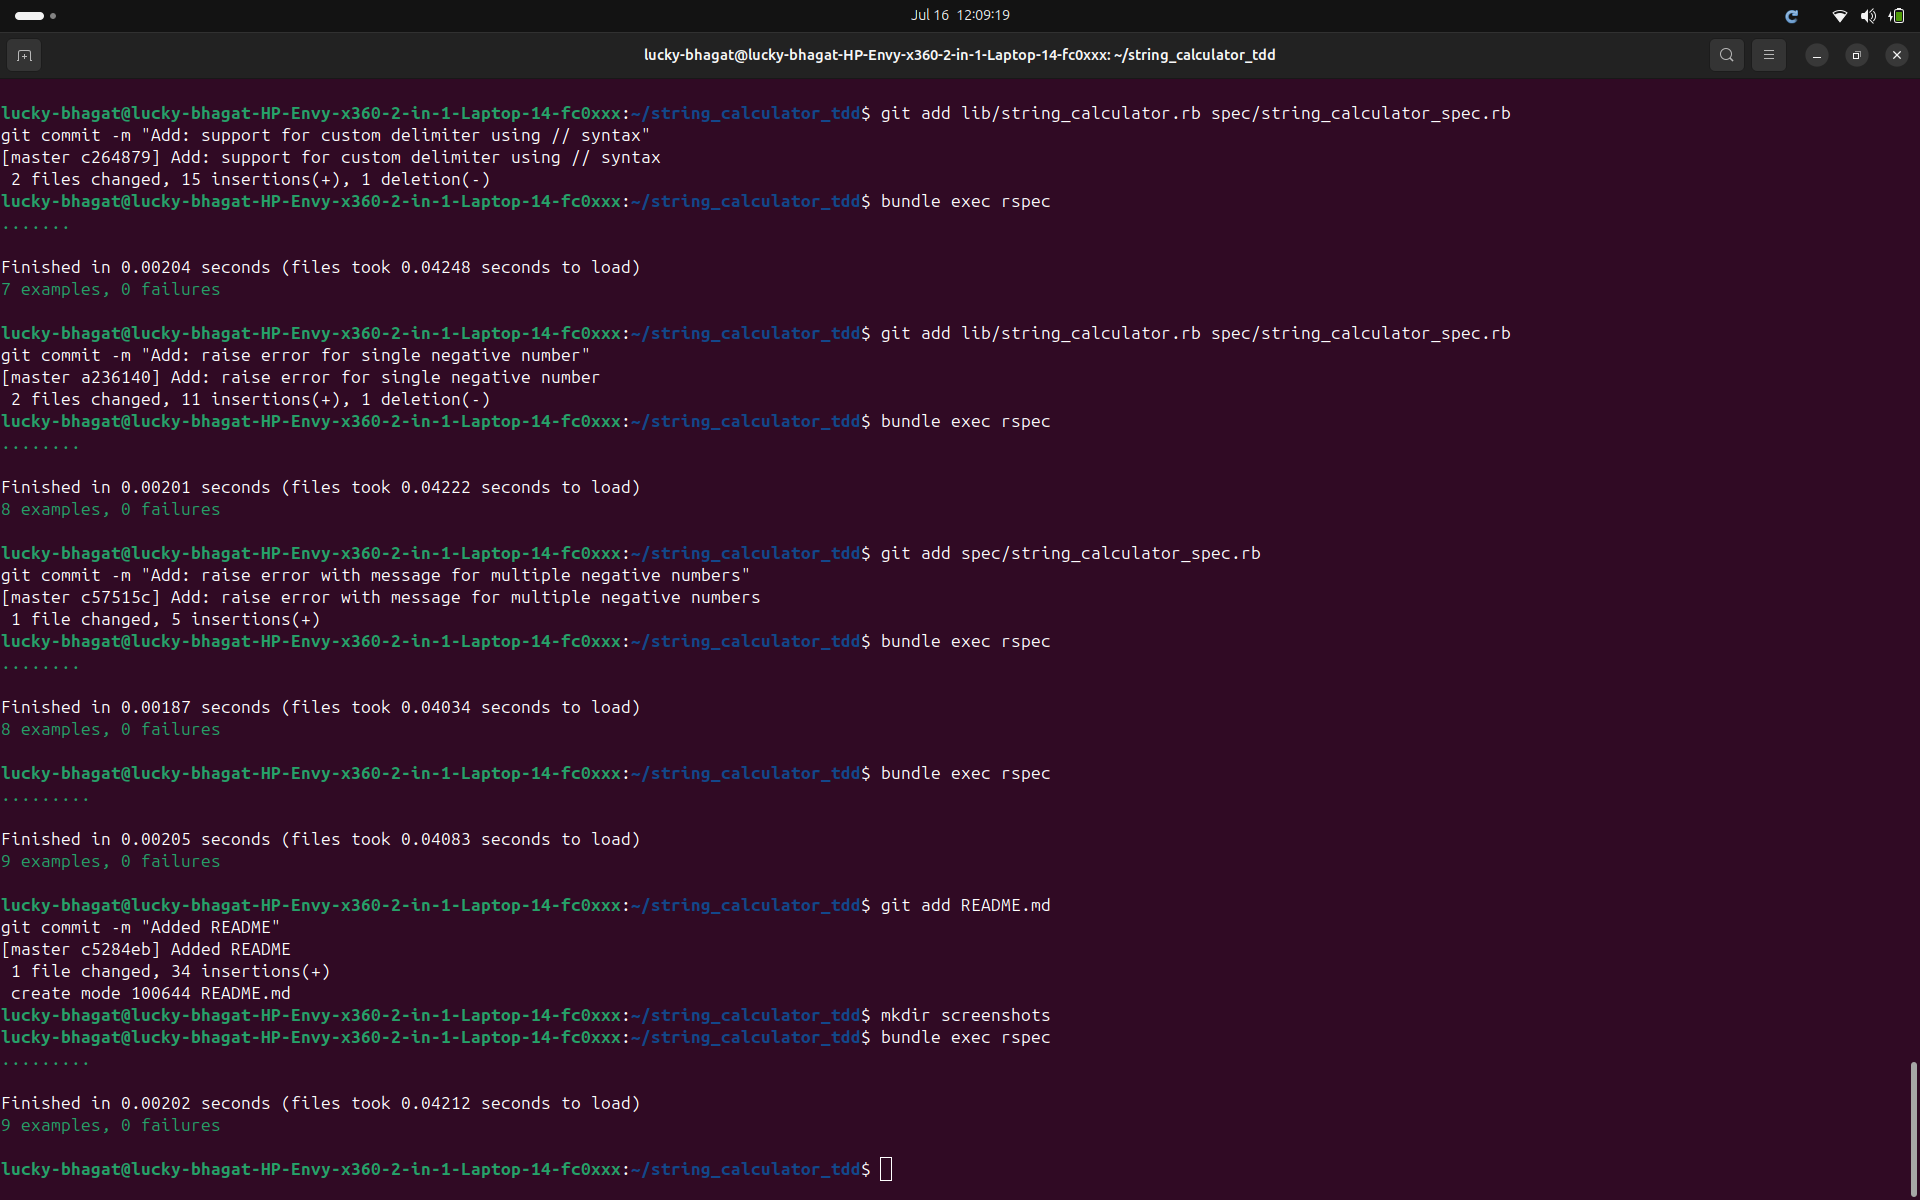 Jul 16 12:09:19
lucky-bhagat@lucky-bhagat-HP-Envy-x360-2-in-1-Laptop-14-fc0xxx: ~/string_calculator_tdd
lucky-bhagat@lucky-bhagat-HP-Envy-x360-2-in-1-Laptop-14-fc0xxx:~/string_calculator_tdd$ git add lib/string_calculator.rb spec/string_calculator_spec.rb
git commit -m "Add: support for custom delimiter using // syntax"
[master c264879] Add: support for custom delimiter using // syntax
 2 files changed, 15 insertions(+), 1 deletion(-)
lucky-bhagat@lucky-bhagat-HP-Envy-x360-2-in-1-Laptop-14-fc0xxx:~/string_calculator_tdd$ bundle exec rspec
.......
Finished in 0.00204 seconds (files took 0.04248 seconds to load)
7 examples, 0 failures
lucky-bhagat@lucky-bhagat-HP-Envy-x360-2-in-1-Laptop-14-fc0xxx:~/string_calculator_tdd$ git add lib/string_calculator.rb spec/string_calculator_spec.rb
git commit -m "Add: raise error for single negative number"
[master a236140] Add: raise error for single negative number
 2 files changed, 11 insertions(+), 1 deletion(-)
lucky-bhagat@lucky-bhagat-HP-Envy-x360-2-in-1-Laptop-14-fc0xxx:~/string_calculator_tdd$ bundle exec rspec
........
Finished in 0.00201 seconds (files took 0.04222 seconds to load)
8 examples, 0 failures
lucky-bhagat@lucky-bhagat-HP-Envy-x360-2-in-1-Laptop-14-fc0xxx:~/string_calculator_tdd$ git add spec/string_calculator_spec.rb
git commit -m "Add: raise error with message for multiple negative numbers"
[master c57515c] Add: raise error with message for multiple negative numbers
 1 file changed, 5 insertions(+)
lucky-bhagat@lucky-bhagat-HP-Envy-x360-2-in-1-Laptop-14-fc0xxx:~/string_calculator_tdd$ bundle exec rspec
........
Finished in 0.00187 seconds (files took 0.04034 seconds to load)
8 examples, 0 failures
lucky-bhagat@lucky-bhagat-HP-Envy-x360-2-in-1-Laptop-14-fc0xxx:~/string_calculator_tdd$ bundle exec rspec
.........
Finished in 0.00205 seconds (files took 0.04083 seconds to load)
9 examples, 0 failures
lucky-bhagat@lucky-bhagat-HP-Envy-x360-2-in-1-Laptop-14-fc0xxx:~/string_calculator_tdd$ git add README.md
git commit -m "Added README"
[master c5284eb] Added README
 1 file changed, 34 insertions(+)
 create mode 100644 README.md
lucky-bhagat@lucky-bhagat-HP-Envy-x360-2-in-1-Laptop-14-fc0xxx:~/string_calculator_tdd$ mkdir screenshots
lucky-bhagat@lucky-bhagat-HP-Envy-x360-2-in-1-Laptop-14-fc0xxx:~/string_calculator_tdd$ bundle exec rspec
.........
Finished in 0.00202 seconds (files took 0.04212 seconds to load)
9 examples, 0 failures
lucky-bhagat@lucky-bhagat-HP-Envy-x360-2-in-1-Laptop-14-fc0xxx:~/string_calculator_tdd$